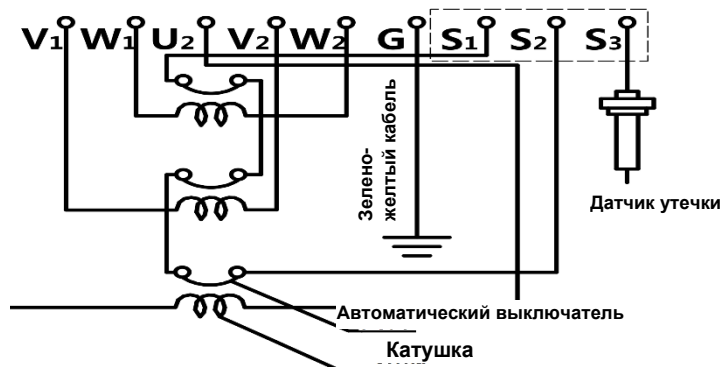 V1 W1 U2 V2 W2 G S1 S2 S3
Зелено-
желтый кабель
Датчик утечки
Автоматический выключатель
Катушка